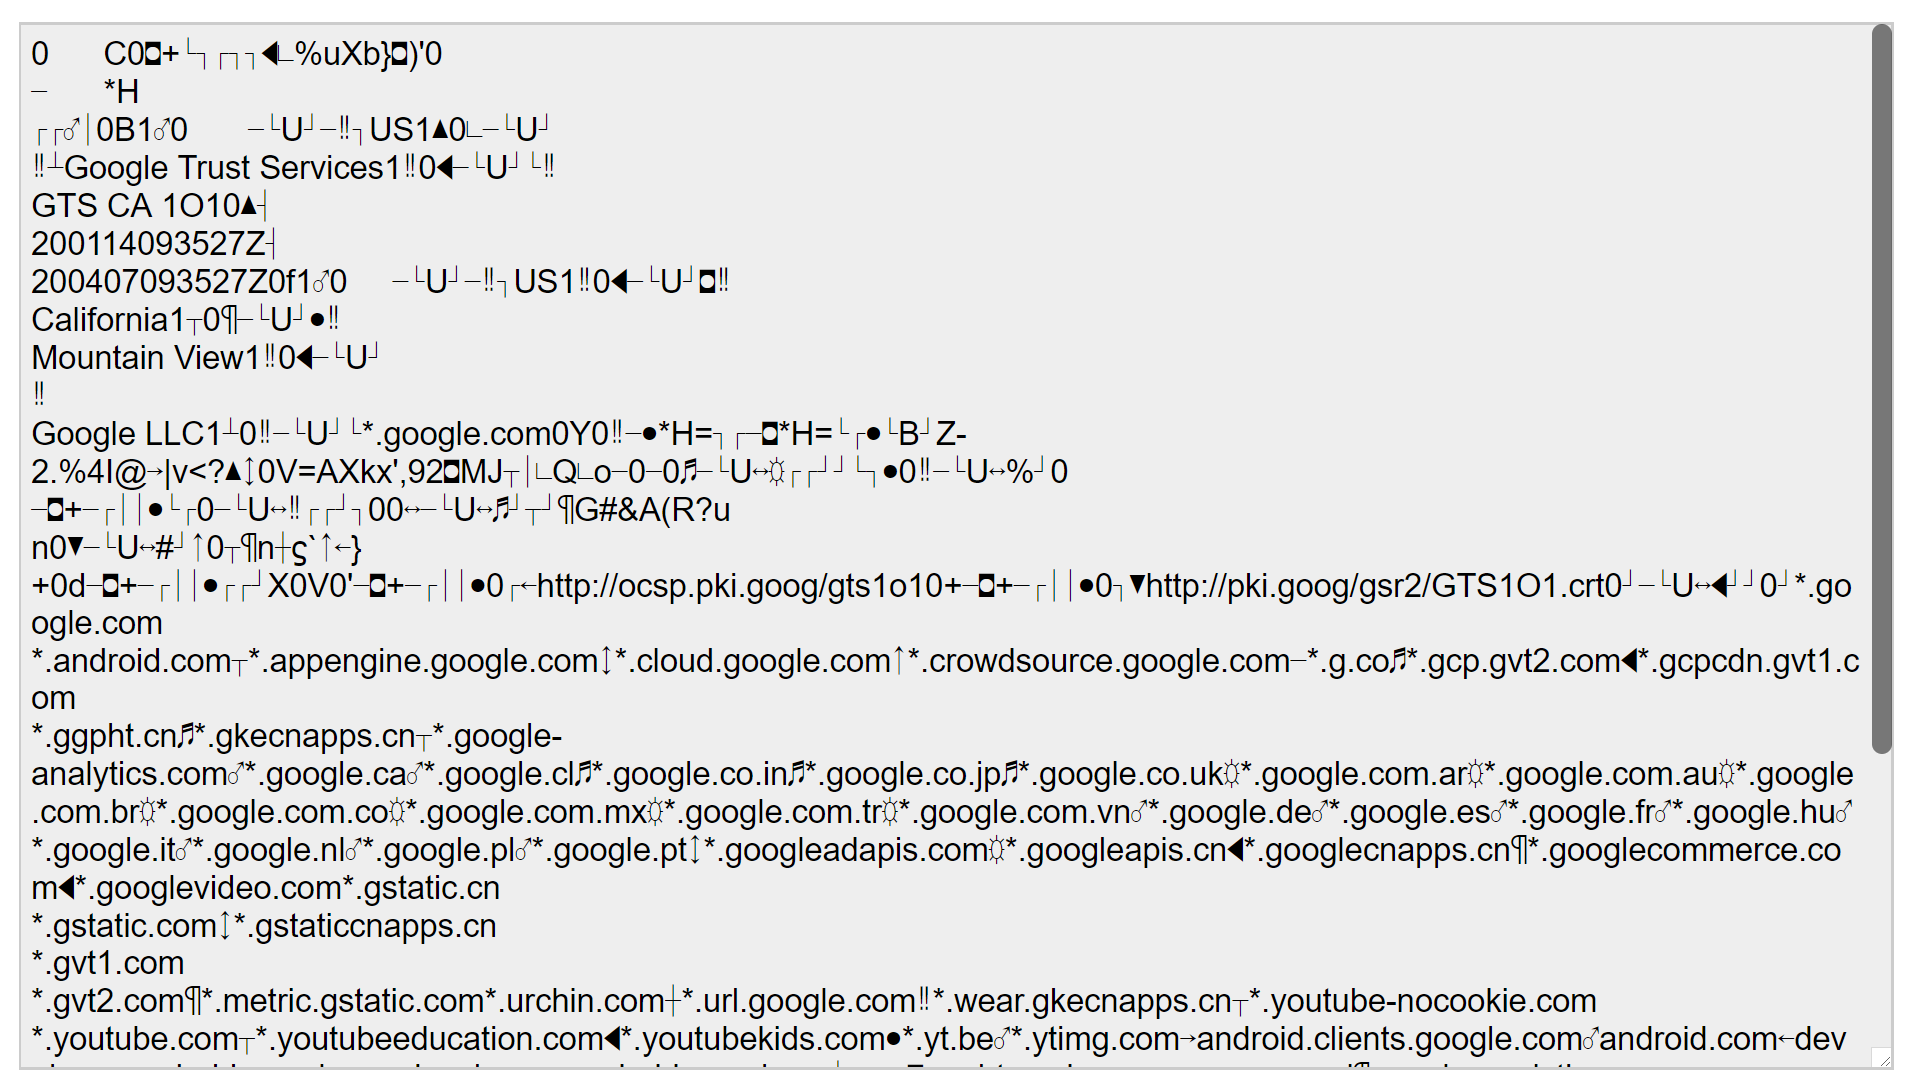 0	C0◘+└┐┌┐┐◄∟%uXb}◘)'0
─	*H
┌┌♂│0B1♂0	─└U┘─‼┐US1▲0∟─└U┘
‼┴Google Trust Services1‼0◄─└U┘└‼
GTS CA 1O10▲┤
200114093527Z┤
200407093527Z0f1♂0	─└U┘─‼┐US1‼0◄─└U┘◘‼
California1┬0¶─└U┘●‼
Mountain View1‼0◄─└U┘
‼
Google LLC1┴0‼─└U┘└*.google.com0Y0‼─●*H=┐┌─◘*H=└┌●└B┘Z-
2.%4I@→|v<?▲↕0V=AXkx',92◘MJ┬│∟Q∟o─0─0♬─└U↔☼┌┌┘┘└┐●0‼─└U↔%┘0
─◘+─┌││●└┌0─└U↔‼┌┌┘┐00↔─└U↔♬┘┬┘¶G#&A(R?u
n0▼─└U↔#┘↑0┬¶n┼ς`↑←}
+0d─◘+─┌││●┌┌┘X0V0'─◘+─┌││●0┌←http://ocsp.pki.goog/gts1o10+─◘+─┌││●0┐▼http://pki.goog/gsr2/GTS1O1.crt0┘─└U↔◄┘┘0┘*.go
ogle.com
*.android.com┬*.appengine.google.com↕*.cloud.google.com↑*.crowdsource.google.com─*.g.co♬*.gcp.gvt2.com◄*.gcpcdn.gvt1.c
om
*.ggpht.cn♬*.gkecnapps.cn┬*.google-
analytics.com♂*.google.ca♂*.google.cl♬*.google.co.in♬*.google.co.jp♬*.google.co.uk☼*.google.com.ar☼*.google.com.au☼*.google
.com.br☼*.google.com.co☼*.google.com.mx☼*.google.com.tr☼*.google.com.vn♂*.google.de♂*.google.es♂*.google.fr♂*.google.hu♂
*.google.it♂*.google.nl♂*.google.pl♂*.google.pt↕*.googleadapis.com☼*.googleapis.cn◄*.googlecnapps.cn¶*.googlecommerce.co
m◄*.googlevideo.com*.gstatic.cn
*.gstatic.com↕*.gstaticcnapps.cn
*.gvt1.com
*.gvt2.com¶*.metric.gstatic.com*.urchin.com┼*.url.google.com‼*.wear.gkecnapps.cn┬*.youtube-nocookie.com
*.youtube.com┬*.youtubeeducation.com◄*.youtubekids.com●*.yt.be♂*.ytimg.com→android.clients.google.com♂android.com←dev